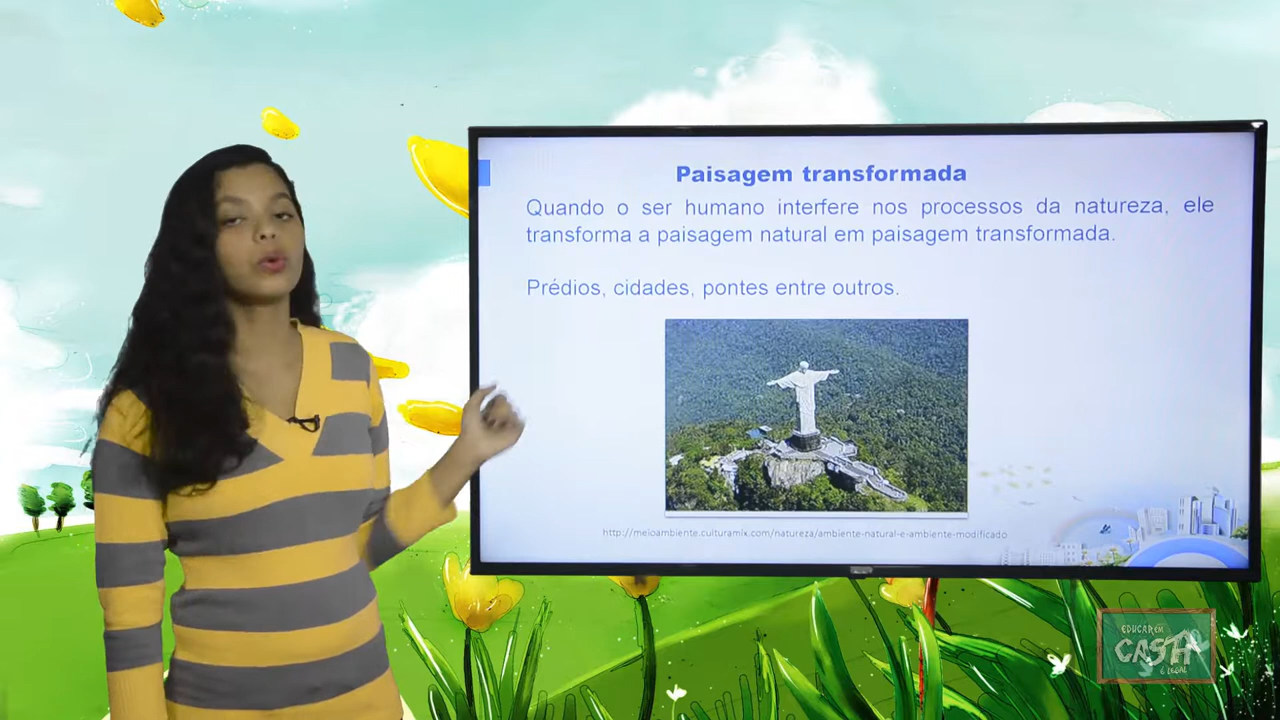 Paisagem transformada
Quando o ser humano interfere nos processos da natureza, ele
transforma a paisagem natural em paisagem transformada.
Prédios, cidades, pontes entre outros.
http://meioambiente.culturamix.com/natureza/ambiente-natural-e-ambiente-modificado
EDUCAR EM
CASA
É LEGAL